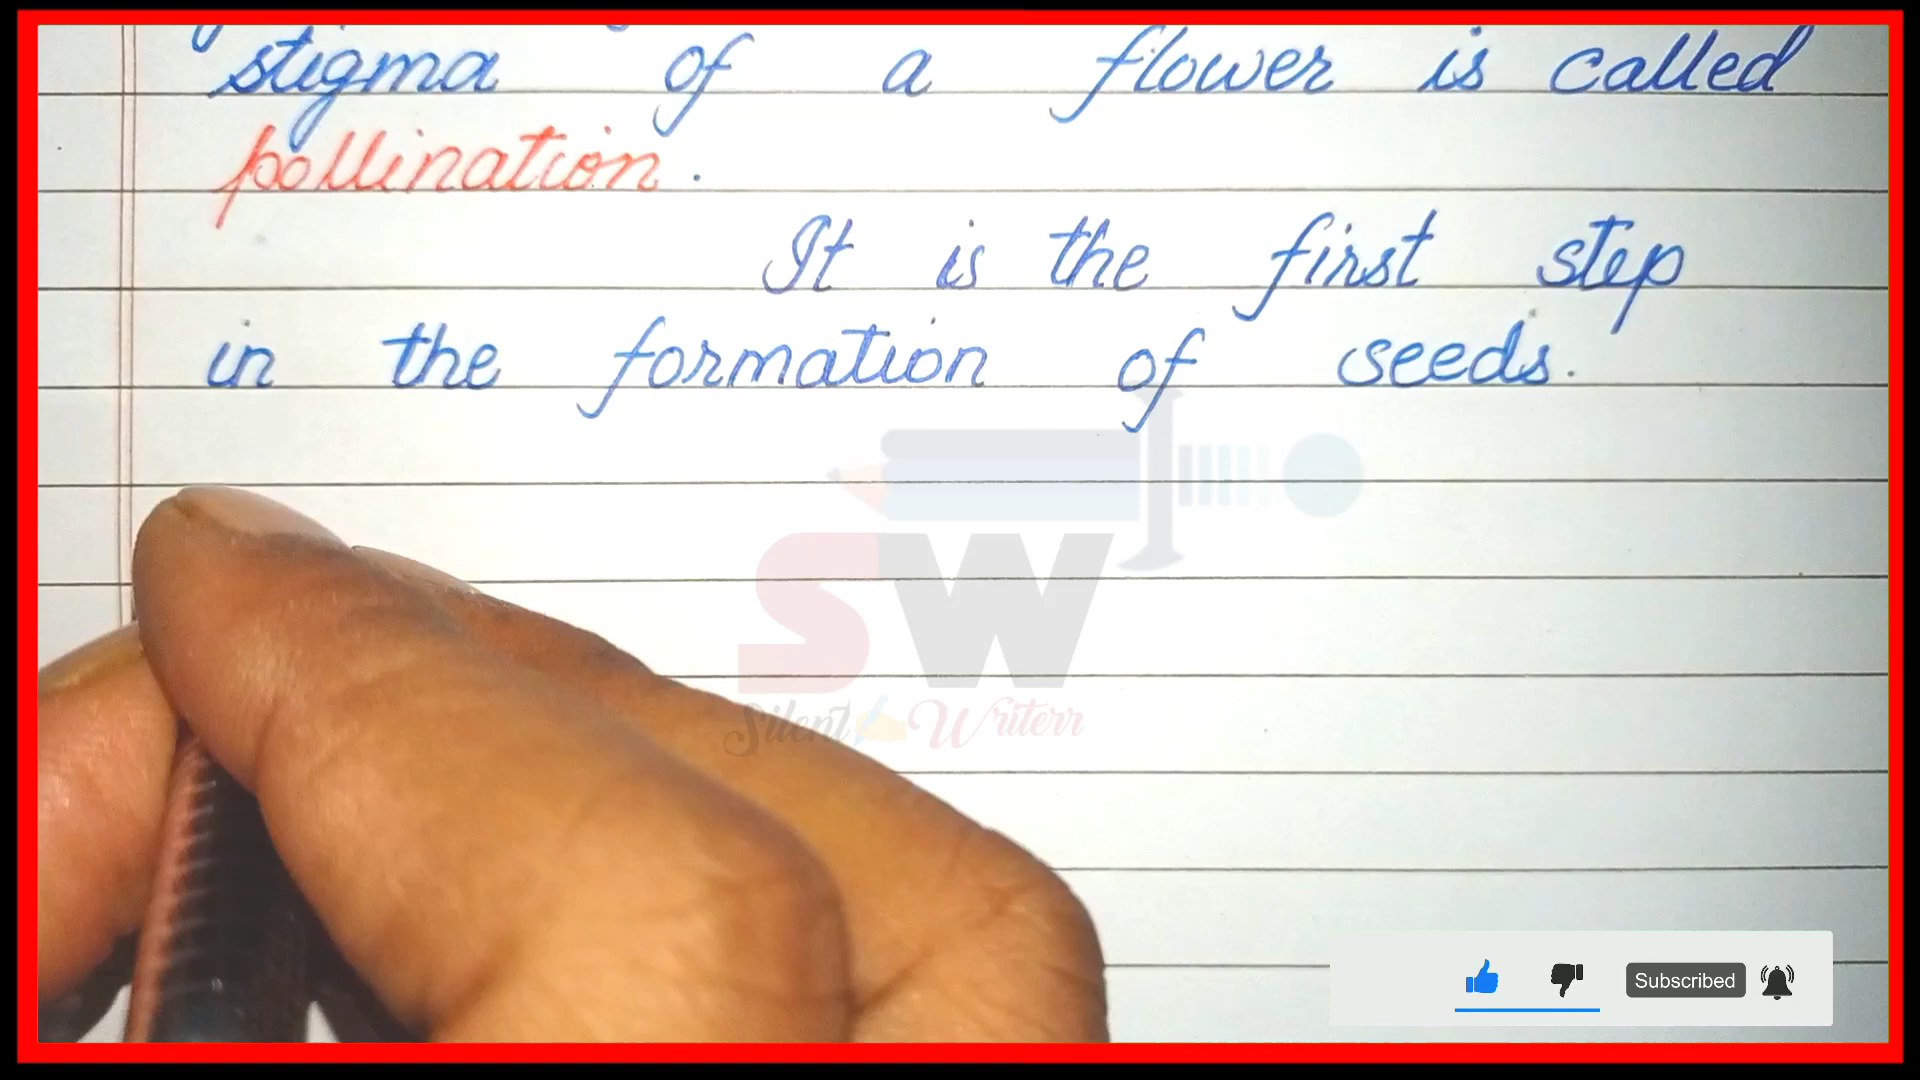 stigma of a flower is called
pollination.
It is the first step
in the formation of seeds.
SW
Silent Writerr
Subscribed